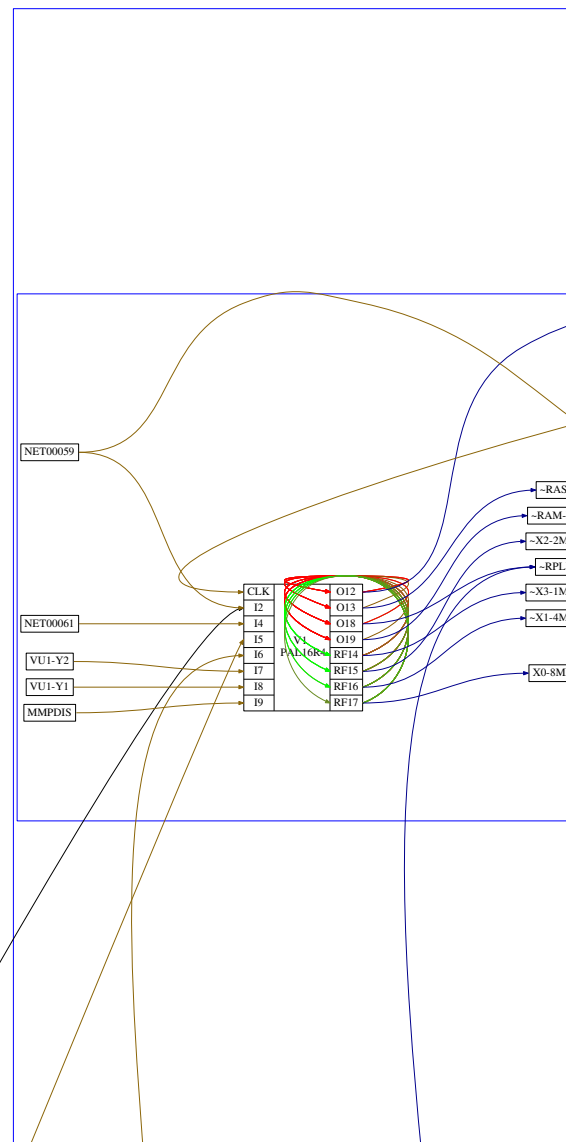 NET00059
~RAS
~RAM-
~X2-2M
~RPL
~X3-1M
~X1-4M
X0-8M
NET00061
VU1-Y2
VU1-Y1
MMPDIS
CLK
I2
I4
I5
I6
I7
I8
I9
V1
PAL16R4
O12
O13
O18
O19
RF14
RF15
RF16
RF17